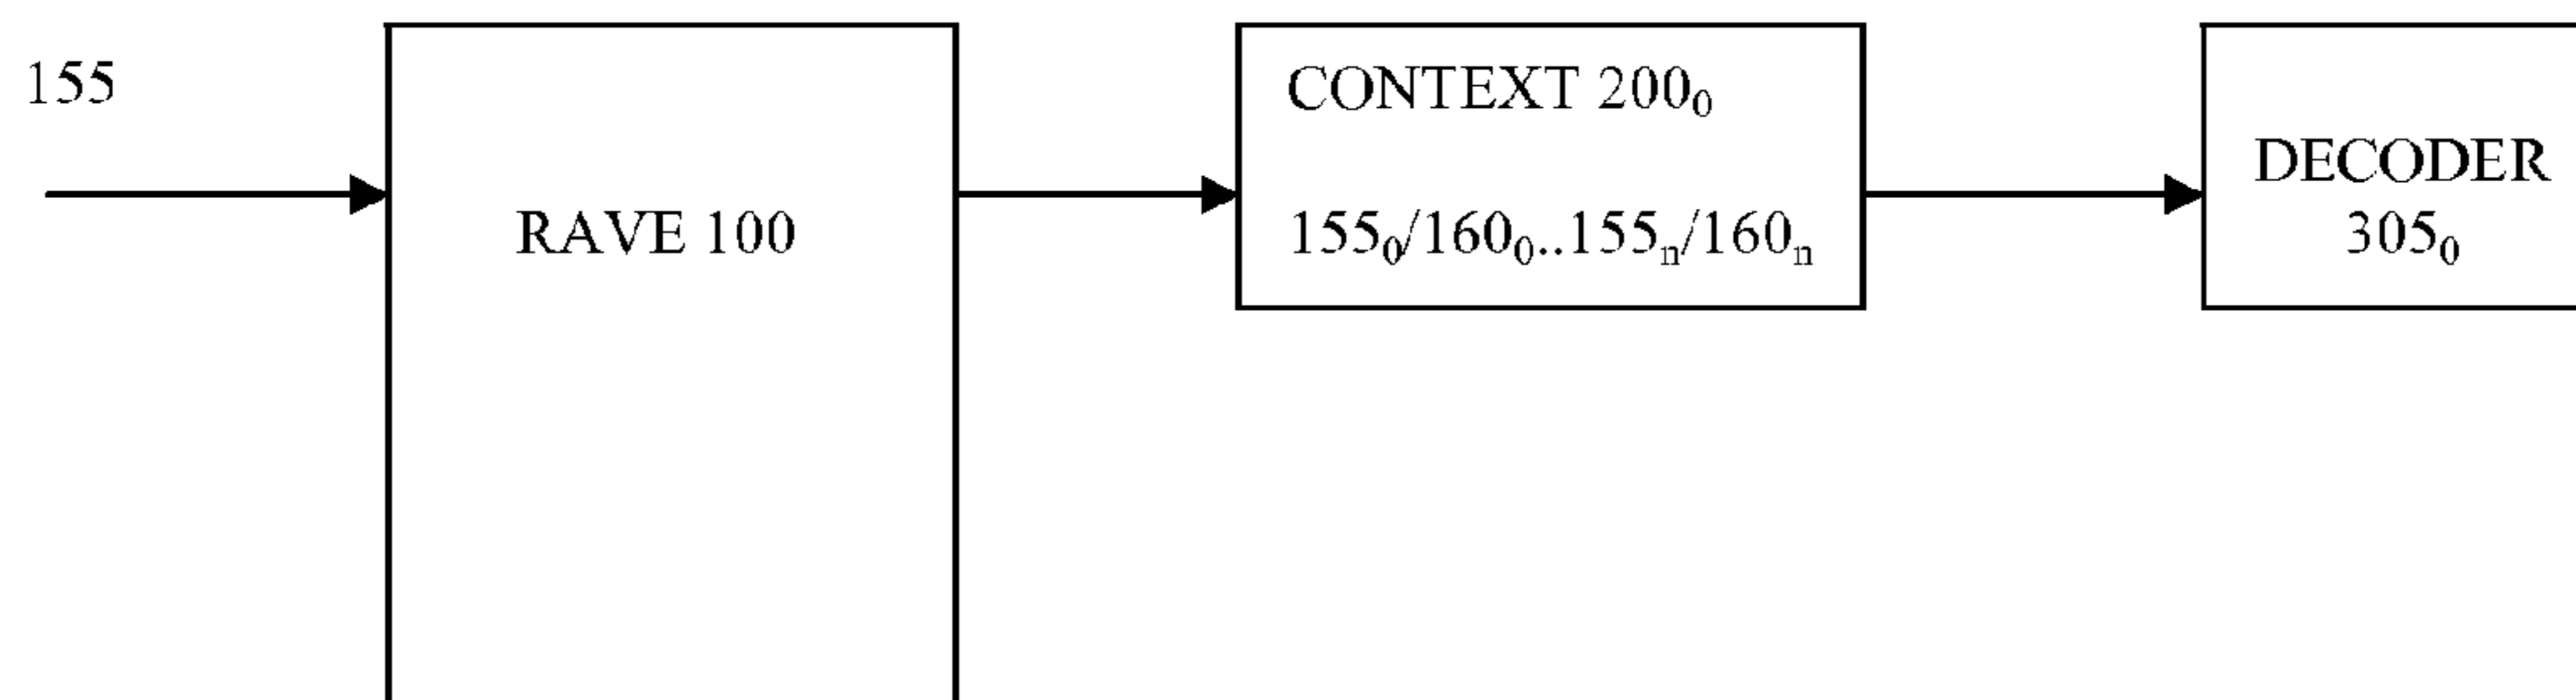 155
RAVE 100
CONTEXT 200₀
155₀/160₀..155ₙ/160ₙ
DECODER
305₀